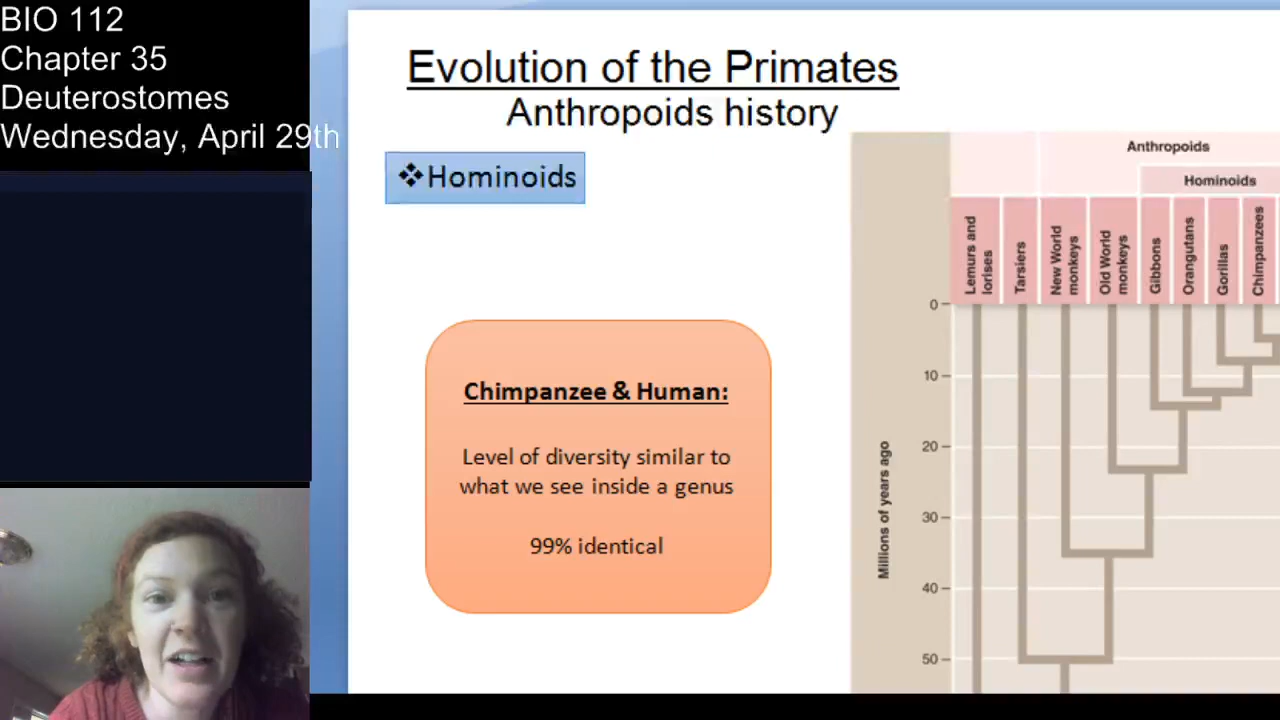 BIO 112
Chapter 35
Deuterostomes
Wednesday, April 29th
Evolution of the Primates
Anthropoids history
❖Hominoids
Chimpanzee & Human:
Level of diversity similar to
what we see inside a genus
99% identical
Anthropoids
Hominoids
Lemurs and
lorises
Tarsiers
New World
monkeys
Old World
monkeys
Gibbons
Orangutans
Gorillas
Chimpanzees
0
10
20
30
40
50
Millions of years ago